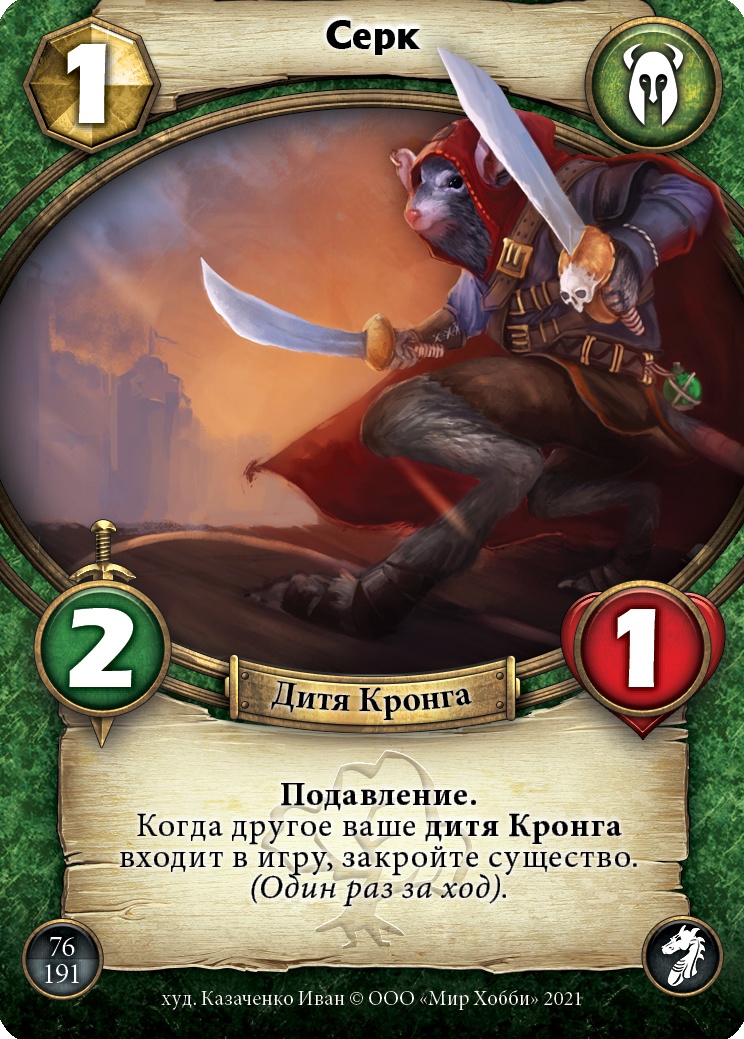 Серк
1
2
1
Дитя Кронга
Подавление.
Когда другое ваше дитя Кронга
входит в игру, закройте существо.
(Один раз за ход).
76
191
худ. Казаченко Иван © ООО «Мир Хобби» 2021